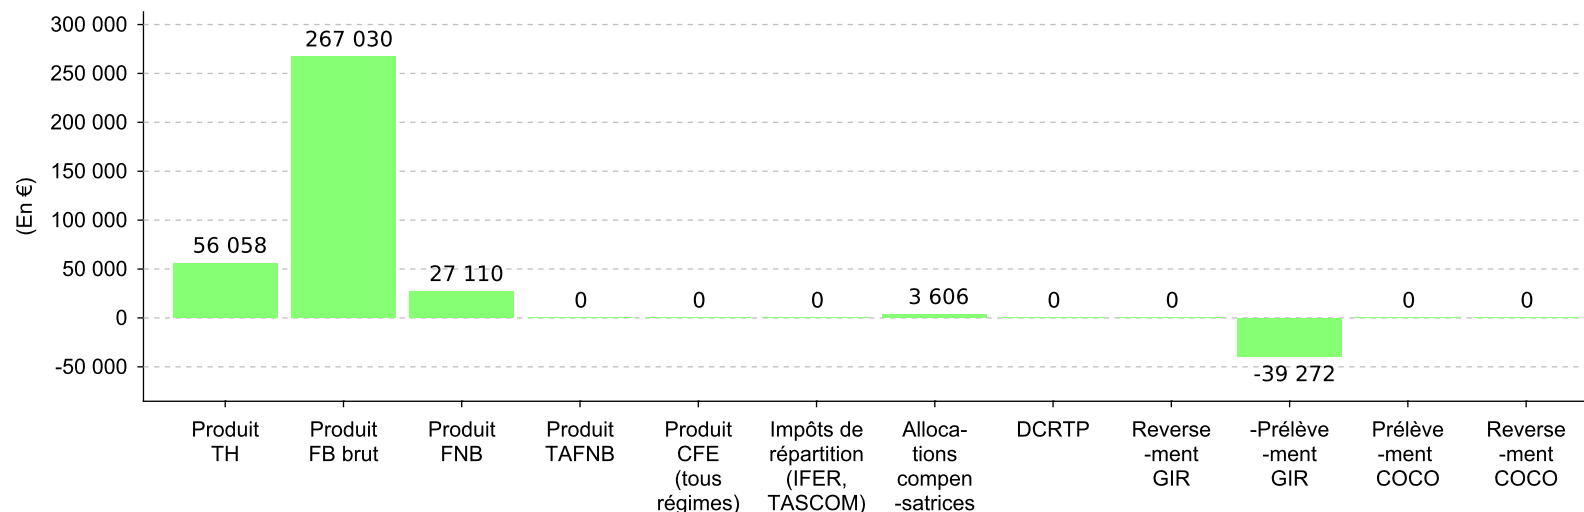 300 000
250 000
200 000
150 000
100 000
50 000
0
-50 000
(En €)
56 058
267 030
27 110
0
0
0
3 606
0
0
-39 272
0
0
Produit
TH
Produit
FB brut
Produit
FNB
Produit
TAFNB
Produit
CFE
(tous
régimes)
Impôts de
répartition
(IFER,
TASCOM)
Alloca-
tions
compen
-satrices
DCRTP
Reverse
-ment
GIR
-Prélève
-ment
GIR
Prélève
-ment
COCO
Reverse
-ment
COCO